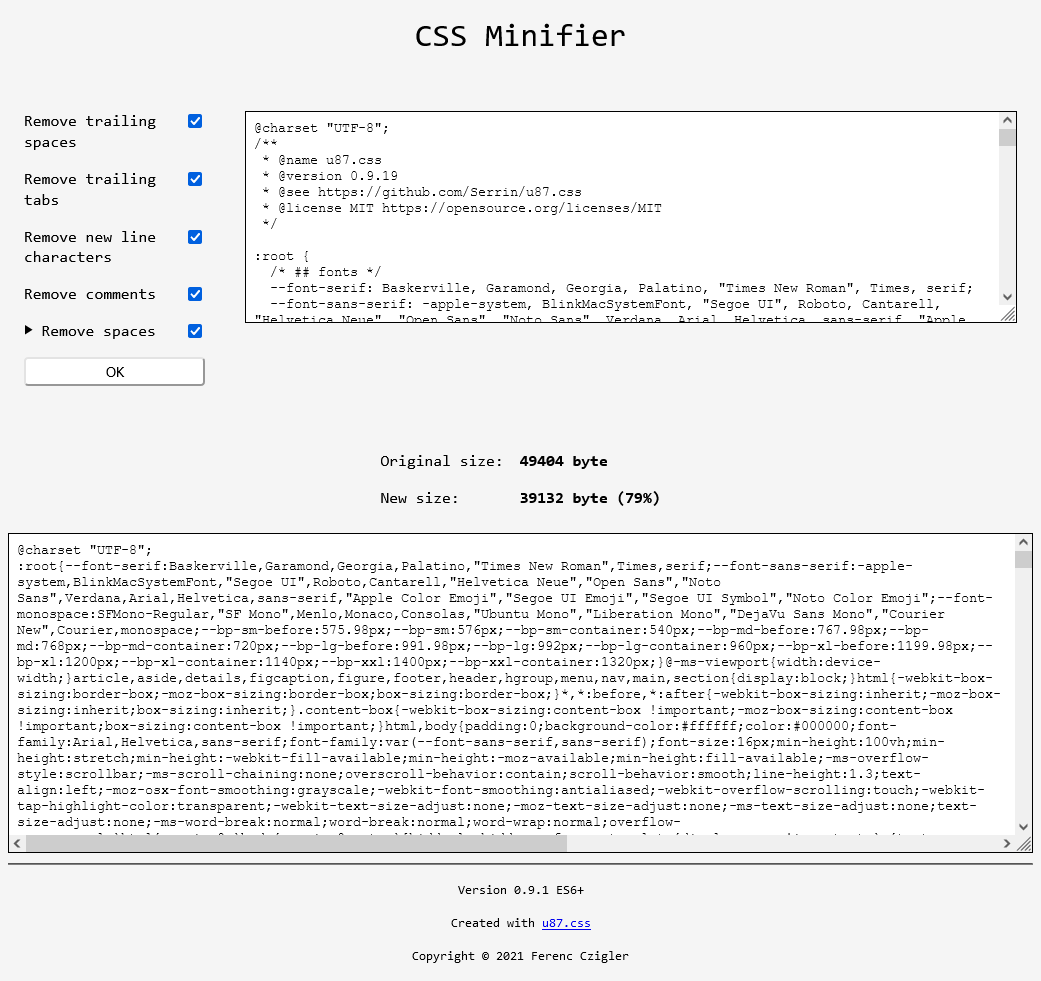 CSS Minifier
Remove trailing
spaces
Remove trailing
tabs
Remove new line
characters
Remove comments
Remove spaces
OK
@charset "UTF-8";
/**
 * @name u87.css
 * @version 0.9.19
 * @see https://github.com/Serrin/u87.css
 * @license MIT https://opensource.org/licenses/MIT
 */
:root {
  /* ## fonts */
  --font-serif: Baskerville, Garamond, Georgia, Palatino, "Times New Roman", Times, serif;
  --font-sans-serif: -apple-system, BlinkMacSystemFont, "Segoe UI", Roboto, Cantarell,
"Helvetica Neue", "Open Sans", "Noto Sans", Verdana, Arial, Helvetica, sans-serif, "Apple
Original size: 49404 byte
New size: 39132 byte (79%)
@charset "UTF-8";
:root{--font-serif:Baskerville,Garamond,Georgia,Palatino,"Times New Roman",Times,serif;--font-sans-serif:-apple-
system,BlinkMacSystemFont,"Segoe UI",Roboto,Cantarell,"Helvetica Neue","Open Sans","Noto
Sans",Verdana,Arial,Helvetica,sans-serif,"Apple Color Emoji","Segoe UI Emoji","Segoe UI Symbol","Noto Color Emoji";--font-
monospace:SFMono-Regular,"SF Mono",Menlo,Monaco,Consolas,"Ubuntu Mono","Liberation Mono","DejaVu Sans Mono","Courier
New",Courier,monospace;--bp-sm-before:575.98px;--bp-sm:576px;--bp-sm-container:540px;--bp-md-before:767.98px;--bp-
md:768px;--bp-md-container:720px;--bp-lg-before:991.98px;--bp-lg:992px;--bp-lg-container:960px;--bp-xl-before:1199.98px;--
bp-xl:1200px;--bp-xl-container:1140px;--bp-xxl:1400px;--bp-xxl-container:1320px;}@-ms-viewport{width:device-
width;}article,aside,details,figcaption,figure,footer,header,hgroup,menu,nav,main,section{display:block;}html{-webkit-box-
sizing:border-box;-moz-box-sizing:border-box;box-sizing:border-box;}*,*:before,*:after{-webkit-box-sizing:inherit;-moz-box-
sizing:inherit;box-sizing:inherit;}.content-box{-webkit-box-sizing:content-box !important;-moz-box-sizing:content-box
!important;box-sizing:content-box !important;}html,body{padding:0;background-color:#ffffff;color:#000000;font-
family:Arial,Helvetica,sans-serif;font-family:var(--font-sans-serif,sans-serif);font-size:16px;min-height:100vh;min-
height:stretch;min-height:-webkit-fill-available;min-height:-moz-available;min-height:fill-available;-ms-overflow-
style:scrollbar;-ms-scroll-chaining:none;overscroll-behavior:contain;scroll-behavior:smooth;line-height:1.3;text-
align:left;-moz-osx-font-smoothing:grayscale;-webkit-font-smoothing:antialiased;-webkit-overflow-scrolling:touch;-webkit-
tap-highlight-color:transparent;-webkit-text-size-adjust:none;-moz-text-size-adjust:none;-ms-text-size-adjust:none;text-
size-adjust:none;-ms-word-break:normal;word-break:normal;word-wrap:normal;overflow-
Version 0.9.1 ES6+
Created with u87.css
Copyright © 2021 Ferenc Czigler